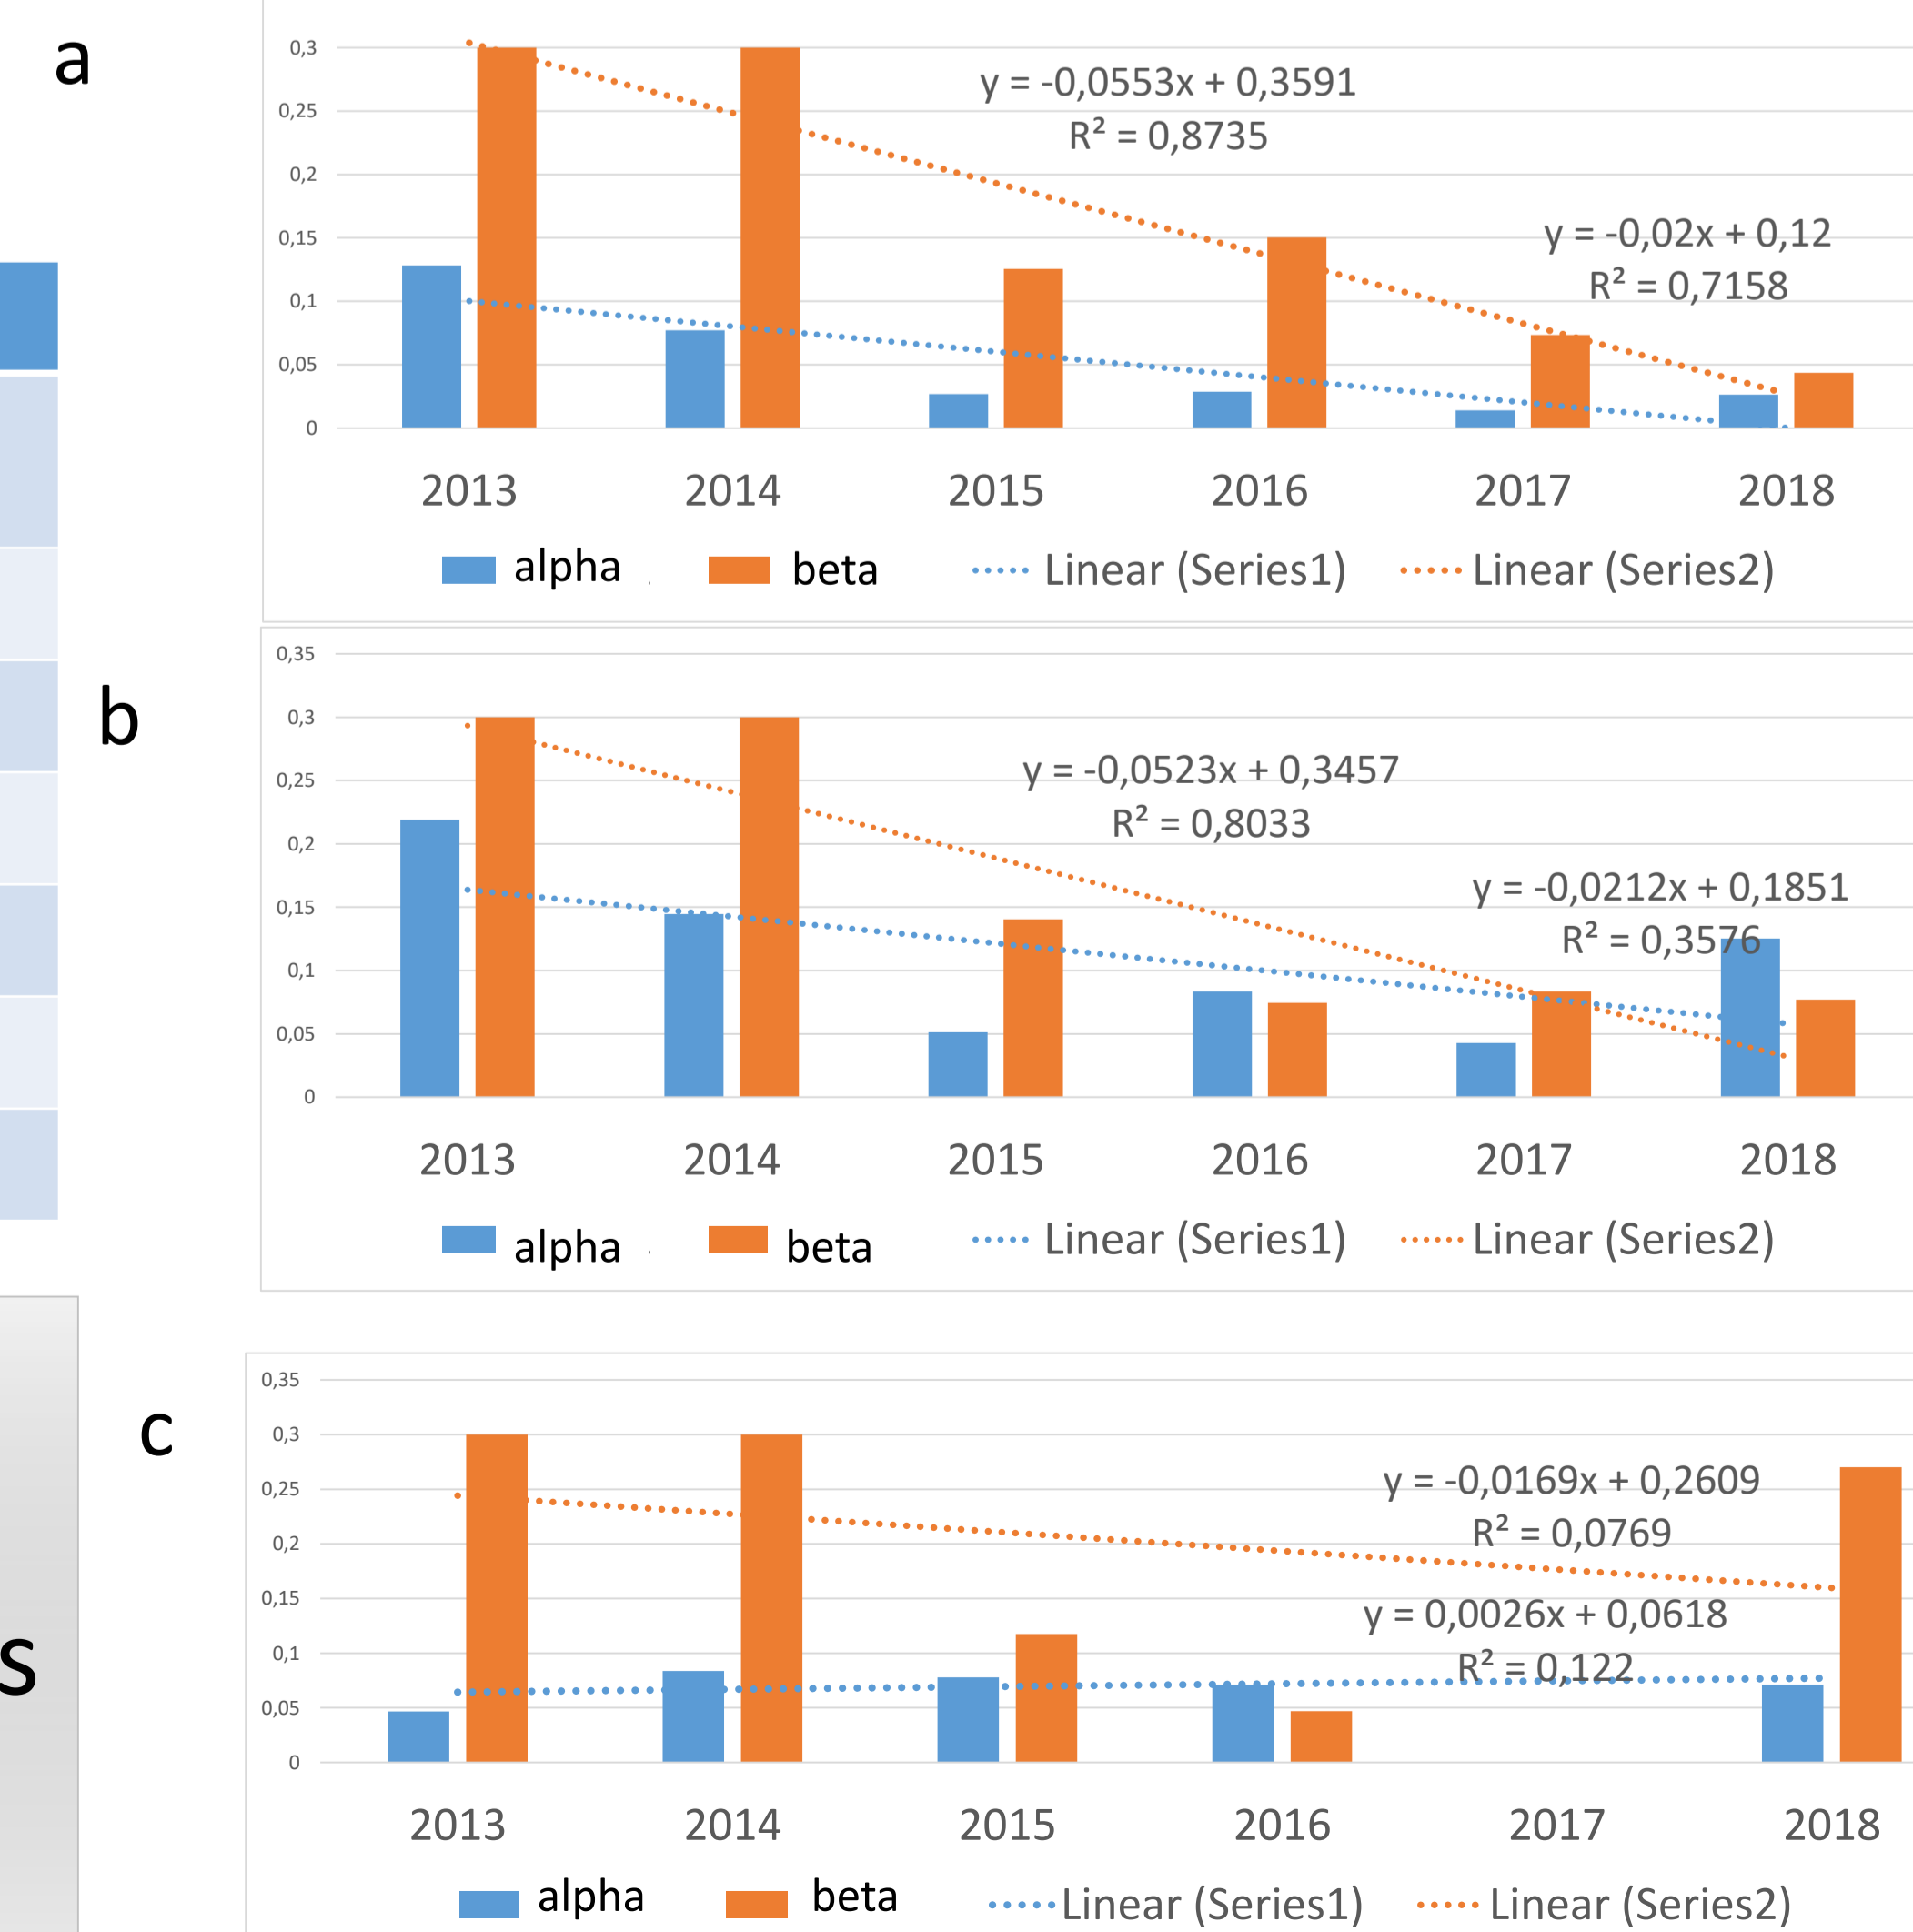 a
0,3
0,25
0,2
0,15
0,1
0,05
0
y = -0,0553x + 0,3591
R² = 0,8735
y = -0,02x + 0,12
R² = 0,7158
2013 2014 2015 2016 2017 2018
alpha beta Linear (Series1) Linear (Series2)
b
0,35
0,3
0,25
0,2
0,15
0,1
0,05
0
y = -0,0523x + 0,3457
R² = 0,8033
y = -0,0212x + 0,1851
R² = 0,3576
2013 2014 2015 2016 2017 2018
alpha beta Linear (Series1) Linear (Series2)
c
0,35
0,3
0,25
0,2
0,15
0,1
0,05
0
y = -0,0169x + 0,2609
R² = 0,0769
y = 0,0026x + 0,0618
R² = 0,122
2013 2014 2015 2016 2017 2018
alpha beta Linear (Series1) Linear (Series2)
s